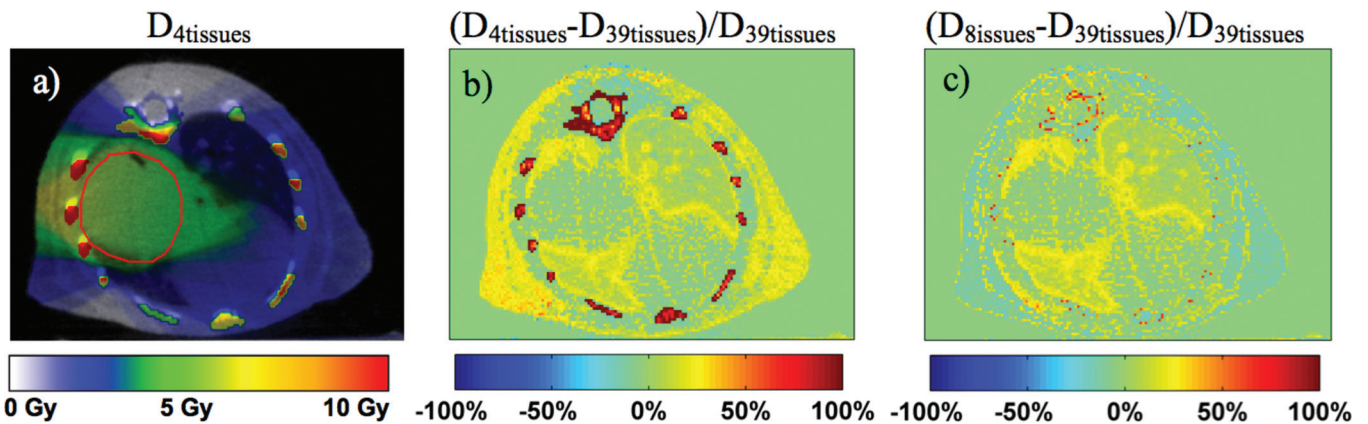 D4tissues
(D4tissues-D39tissues)/D39tissues
(D8issues-D39tissues)/D39tissues
a)
b)
c)
0 Gy 5 Gy 10 Gy
-100% -50% 0% 50% 100%
-100% -50% 0% 50% 100%